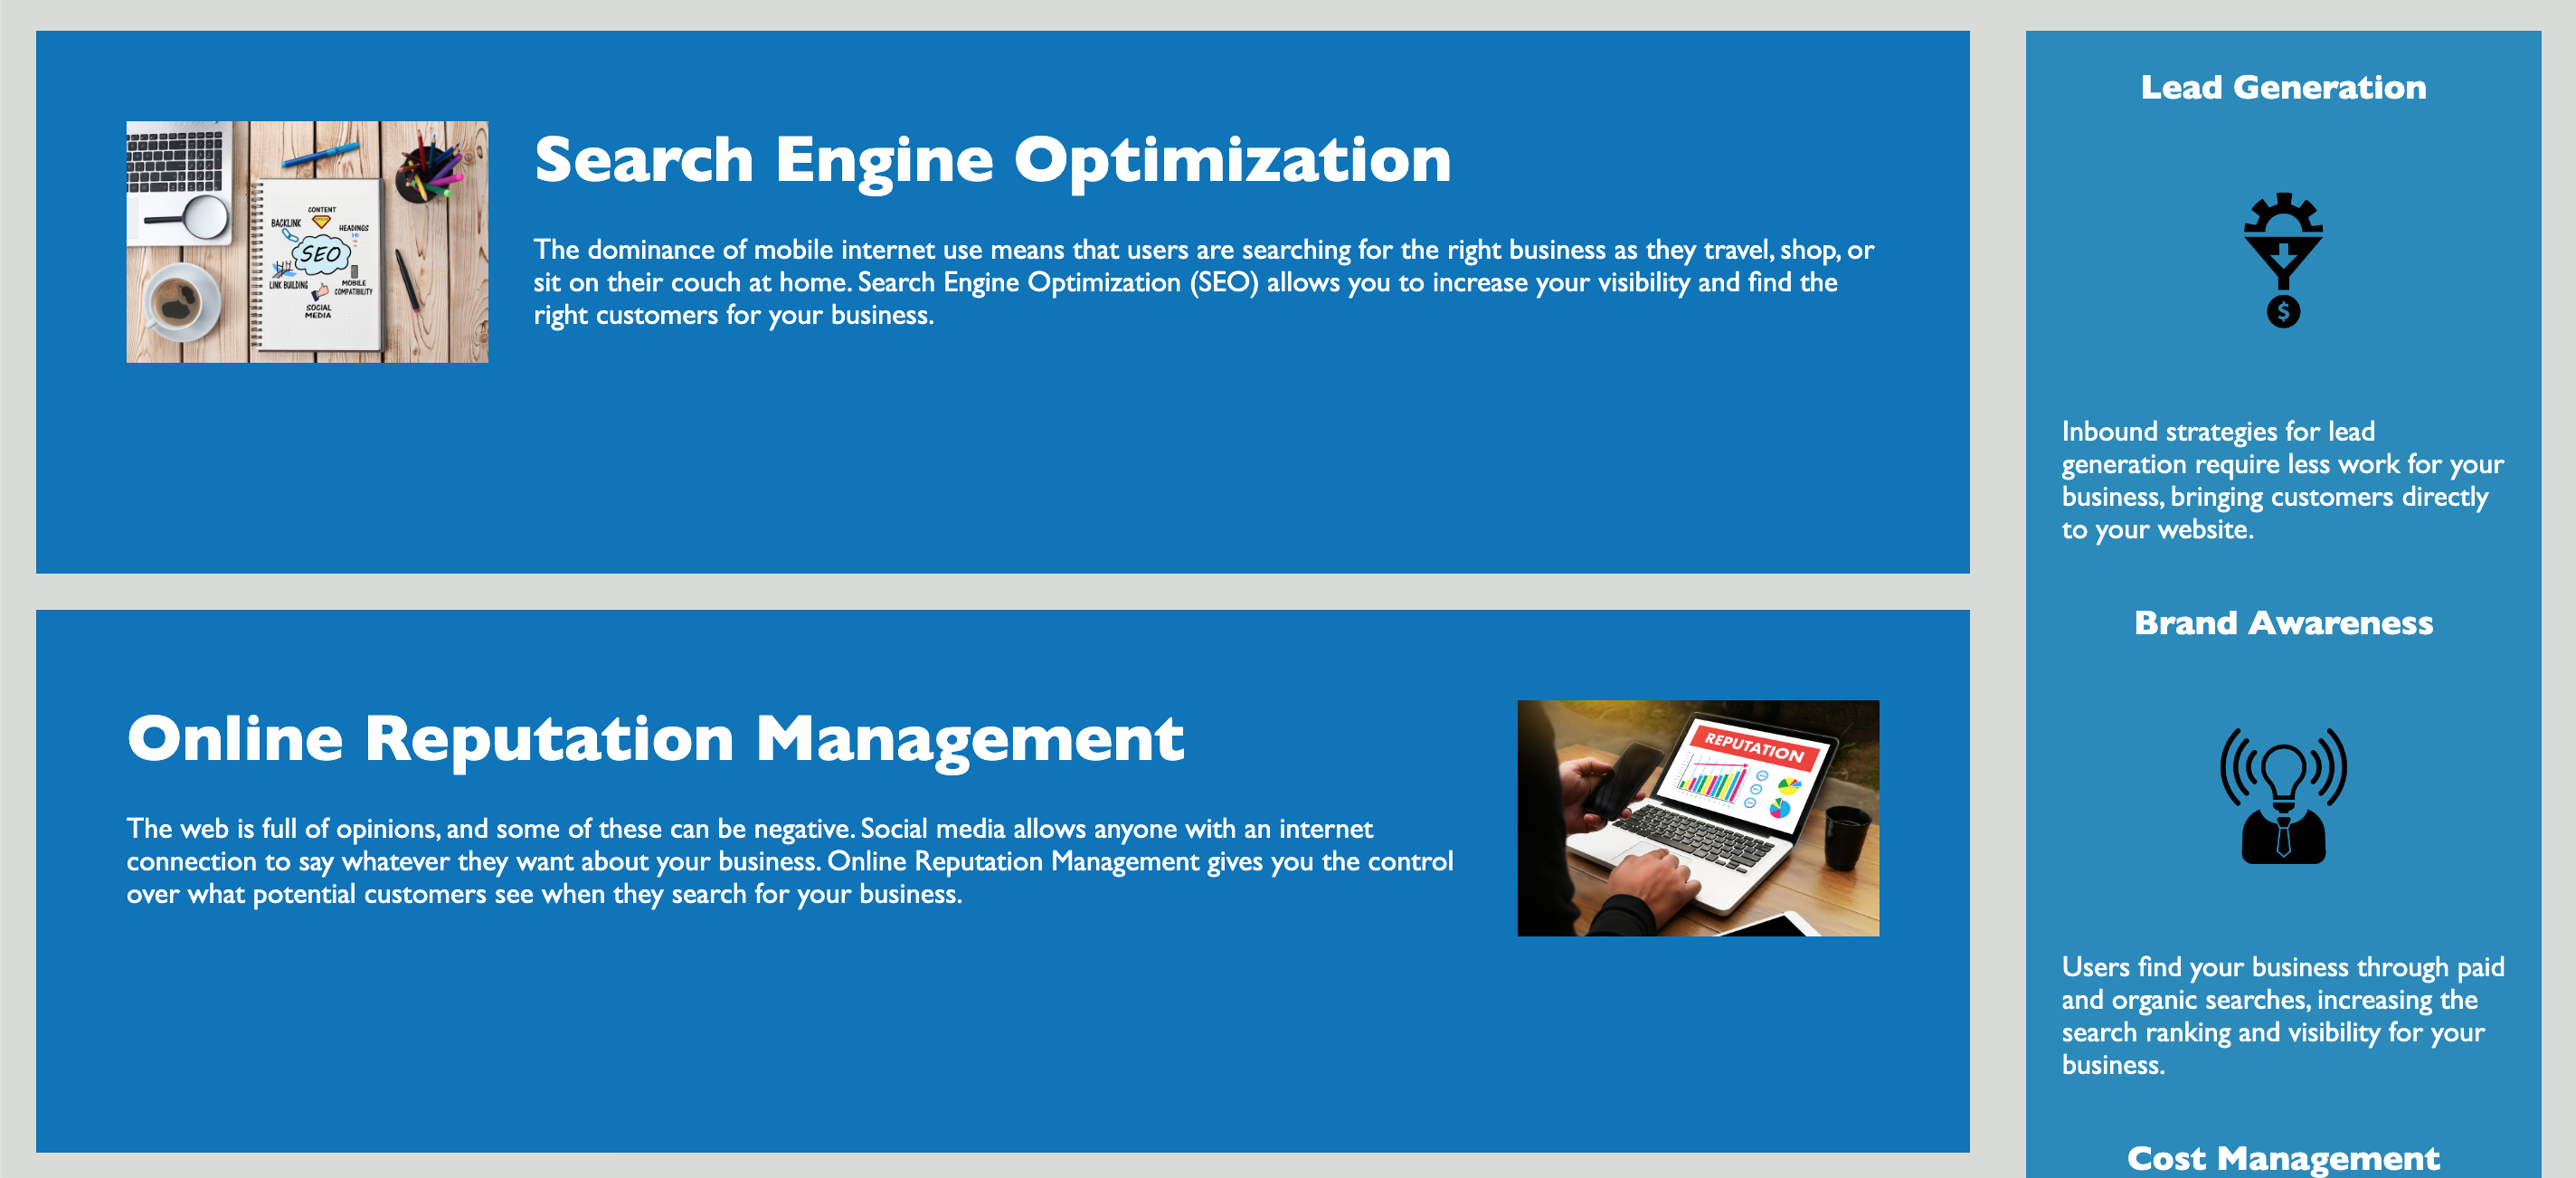 Search Engine Optimization
The dominance of mobile internet use means that users are searching for the right business as they travel, shop, or
sit on their couch at home. Search Engine Optimization (SEO) allows you to increase your visibility and find the
right customers for your business.
CONTENT
BACKLINK
HEADINGS
SEO
LINK BUILDING
MOBILE
COMPATIBILITY
SOCIAL
MEDIA
Online Reputation Management
The web is full of opinions, and some of these can be negative. Social media allows anyone with an internet
connection to say whatever they want about your business. Online Reputation Management gives you the control
over what potential customers see when they search for your business.
REPUTATION
Lead Generation
$
Inbound strategies for lead
generation require less work for your
business, bringing customers directly
to your website.
Brand Awareness
Users find your business through paid
and organic searches, increasing the
search ranking and visibility for your
business.
Cost Management